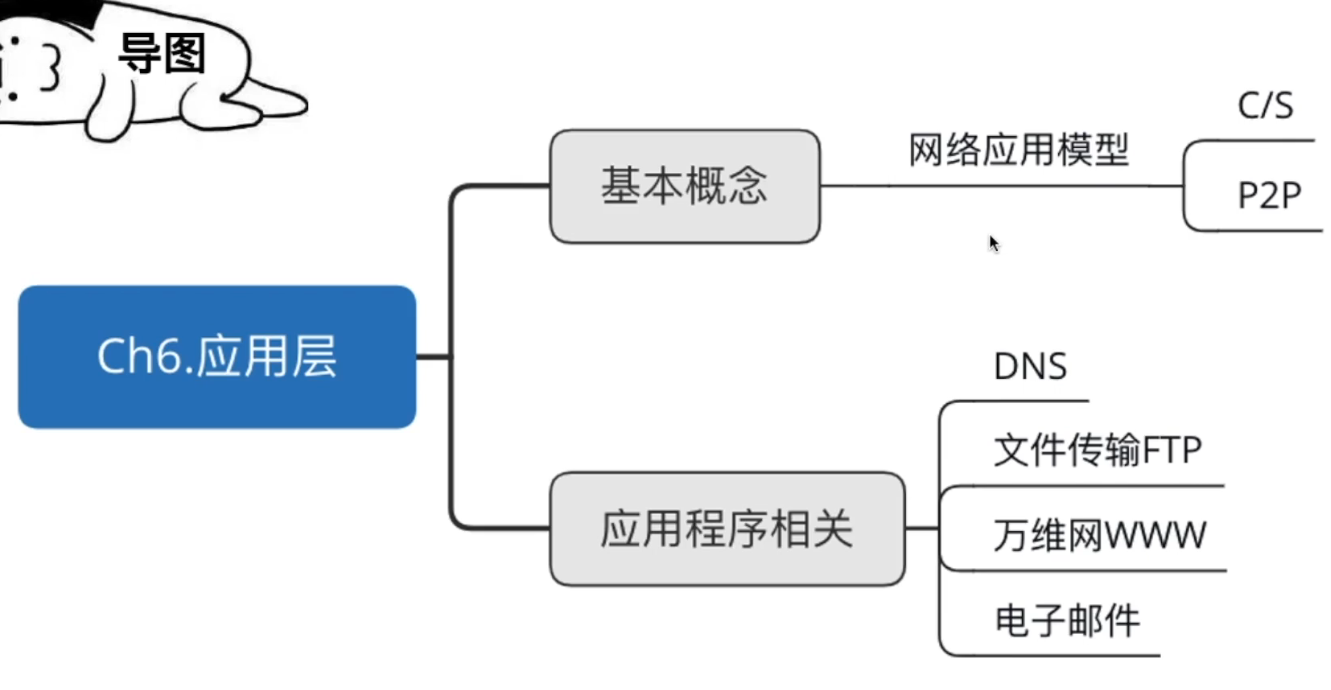 导图
C/S
网络应用模型
基本概念
P2P
Ch6.应用层
DNS
文件传输FTP
应用程序相关
万维网WWW
电子邮件